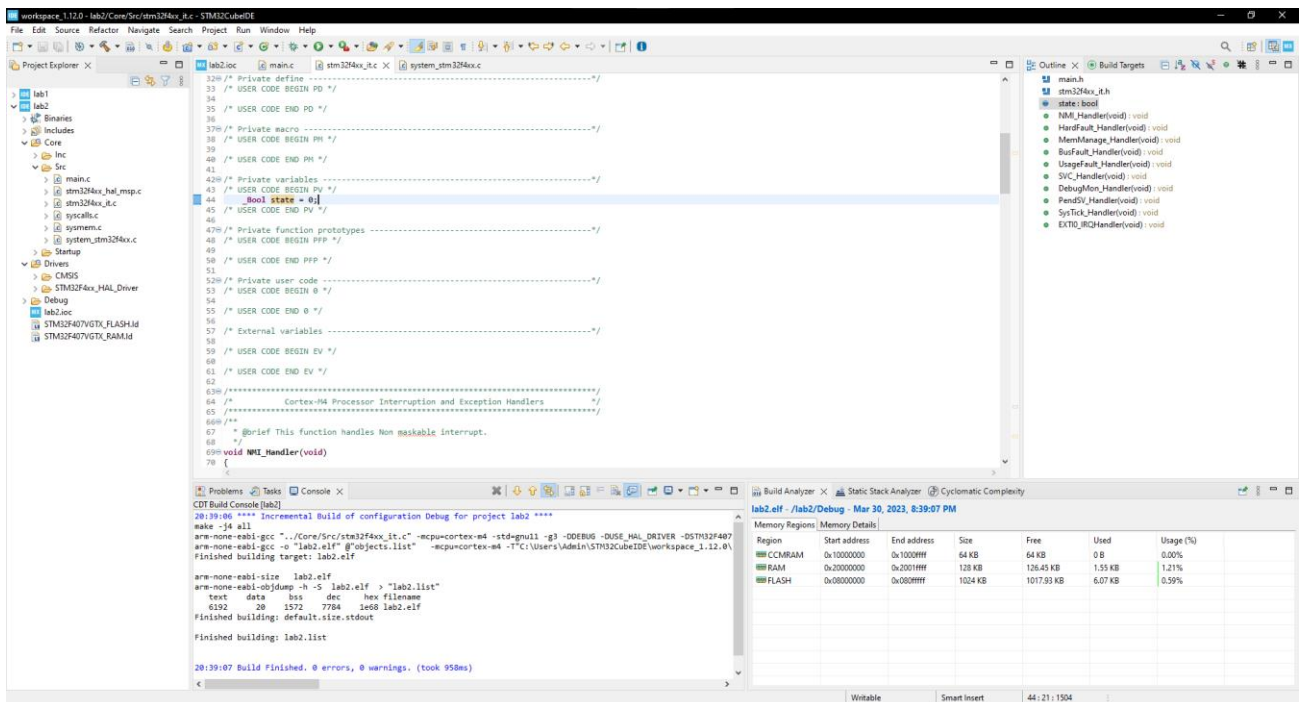 workspace_1.12.0 - lab2/Core/Src/stm32f4xx_it.c - STM32CubeIDE
File Edit Source Refactor Navigate Search Project Run Window Help
Project Explorer
lab1
lab2
Binaries
Includes
Core
Inc
Src
main.c
stm32f4xx_hal_msp.c
stm32f4xx_it.c
syscalls.c
sysmem.c
system_stm32f4xx.c
Startup
Drivers
CMSIS
STM32F4xx_HAL_Driver
Debug
lab2.ioc
STM32F407VGTX_FLASH.ld
STM32F407VGTX_RAM.ld
lab2.ioc main.c stm32f4xx_it.c system_stm32f4xx.c
32 /* Private define ------------------------------------------------------------*/
33 /* USER CODE BEGIN PD */
34
35 /* USER CODE END PD */
36
37 /* Private macro -------------------------------------------------------------*/
38 /* USER CODE BEGIN PM */
39
40 /* USER CODE END PM */
41
42 /* Private variables ---------------------------------------------------------*/
43 /* USER CODE BEGIN PV */
44 _Bool state = 0;
45 /* USER CODE END PV */
46
47 /* Private function prototypes -----------------------------------------------*/
48 /* USER CODE BEGIN PFP */
49
50 /* USER CODE END PFP */
51
52 /* Private user code ---------------------------------------------------------*/
53 /* USER CODE BEGIN 0 */
54
55 /* USER CODE END 0 */
56
57 /* External variables --------------------------------------------------------*/
58
59 /* USER CODE BEGIN EV */
60
61 /* USER CODE END EV */
62
63 /******************************************************************************/
64 /* Cortex-M4 Processor Interruption and Exception Handlers */
65 /******************************************************************************/
66 /**
67 * @brief This function handles Non maskable interrupt.
68 */
69 void NMI_Handler(void)
70 {
Outline Build Targets
main.h
stm32f4xx_it.h
state : bool
NMI_Handler(void) : void
HardFault_Handler(void) : void
MemManage_Handler(void) : void
BusFault_Handler(void) : void
UsageFault_Handler(void) : void
SVC_Handler(void) : void
DebugMon_Handler(void) : void
PendSV_Handler(void) : void
SysTick_Handler(void) : void
EXTI0_IRQHandler(void) : void
Problems Tasks Console
CDT Build Console [lab2]
20:39:06 **** Incremental Build of configuration Debug for project lab2 ****
make -j4 all
arm-none-eabi-gcc "../Core/Src/stm32f4xx_it.c" -mcpu=cortex-m4 -std=gnu11 -g3 -DDEBUG -DUSE_HAL_DRIVER -DSTM32F407
arm-none-eabi-gcc -o "lab2.elf" @"objects.list" -mcpu=cortex-m4 -T"C:\Users\Admin\STM32CubeIDE\workspace_1.12.0\
Finished building target: lab2.elf
arm-none-eabi-size lab2.elf
arm-none-eabi-objdump -h -S lab2.elf > "lab2.list"
text data bss dec hex filename
6192 20 1572 7784 1e68 lab2.elf
Finished building: default.size.stdout
Finished building: lab2.list
20:39:07 Build Finished. 0 errors, 0 warnings. (took 958ms)
Build Analyzer Static Stack Analyzer Cyclomatic Complexity
lab2.elf - /lab2/Debug - Mar 30, 2023, 8:39:07 PM
Memory Regions Memory Details
Region Start address End address Size Free Used Usage (%)
CCMRAM 0x10000000 0x1000ffff 64 KB 64 KB 0 B 0.00%
RAM 0x20000000 0x2001ffff 128 KB 126.45 KB 1.55 KB 1.21%
FLASH 0x08000000 0x080fffff 1024 KB 1017.93 KB 6.07 KB 0.59%
Writable Smart Insert 44 : 21 : 1504